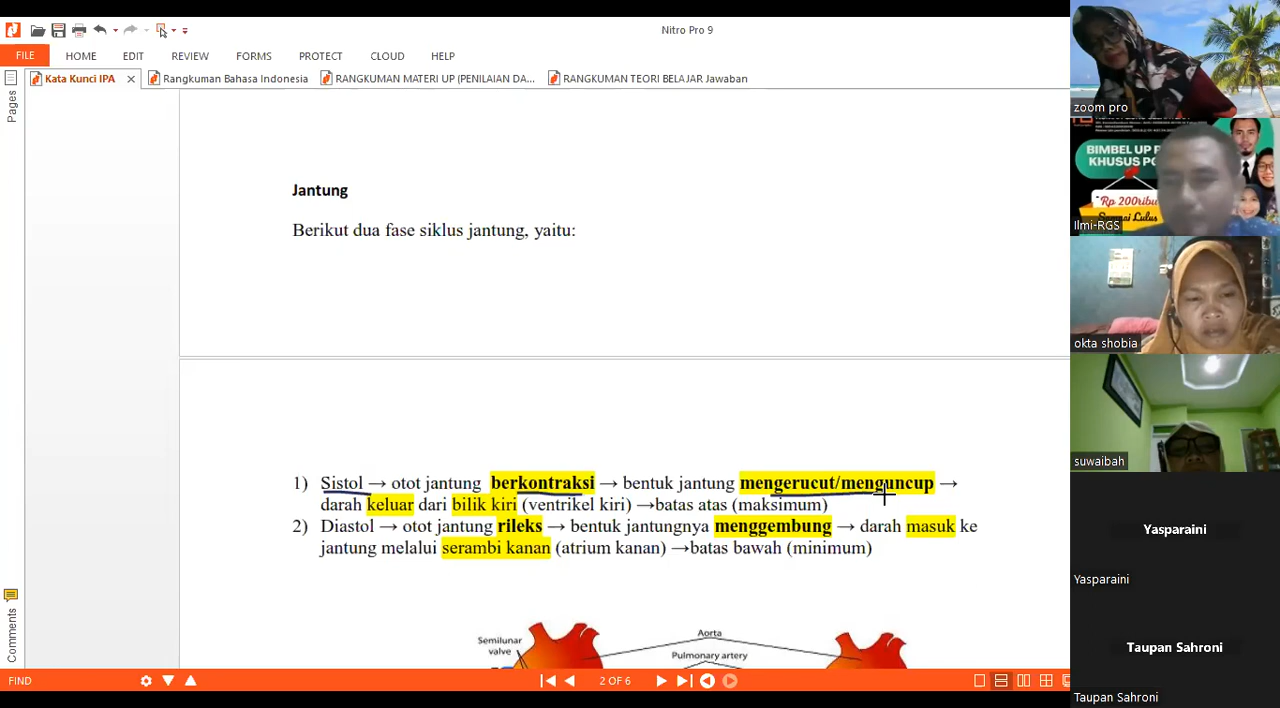 Nitro Pro 9
FILE HOME EDIT REVIEW FORMS PROTECT CLOUD HELP
Kata Kunci IPA
Rangkuman Bahasa Indonesia
RANGKUMAN MATERI UP (PENILAIAN DA...
RANGKUMAN TEORI BELAJAR Jawaban
Pages
Jantung
Berikut dua fase siklus jantung, yaitu:
1) Sistol → otot jantung berkontraksi → bentuk jantung mengerucut/menguncup →
darah keluar dari bilik kiri (ventrikel kiri) →batas atas (maksimum)
2) Diastol → otot jantung rileks → bentuk jantungnya menggembung → darah masuk ke
jantung melalui serambi kanan (atrium kanan) →batas bawah (minimum)
Semilunar
valve
Aorta
Pulmonary artery
Comments
FIND
2 OF 6
zoom pro
BIMBEL UP
KHUSUS
Rp 200ribu
Sampai Lulus
Ilmi-RGS
okta shobia
suwaibah
Yasparaini
Yasparaini
Taupan Sahroni
Taupan Sahroni